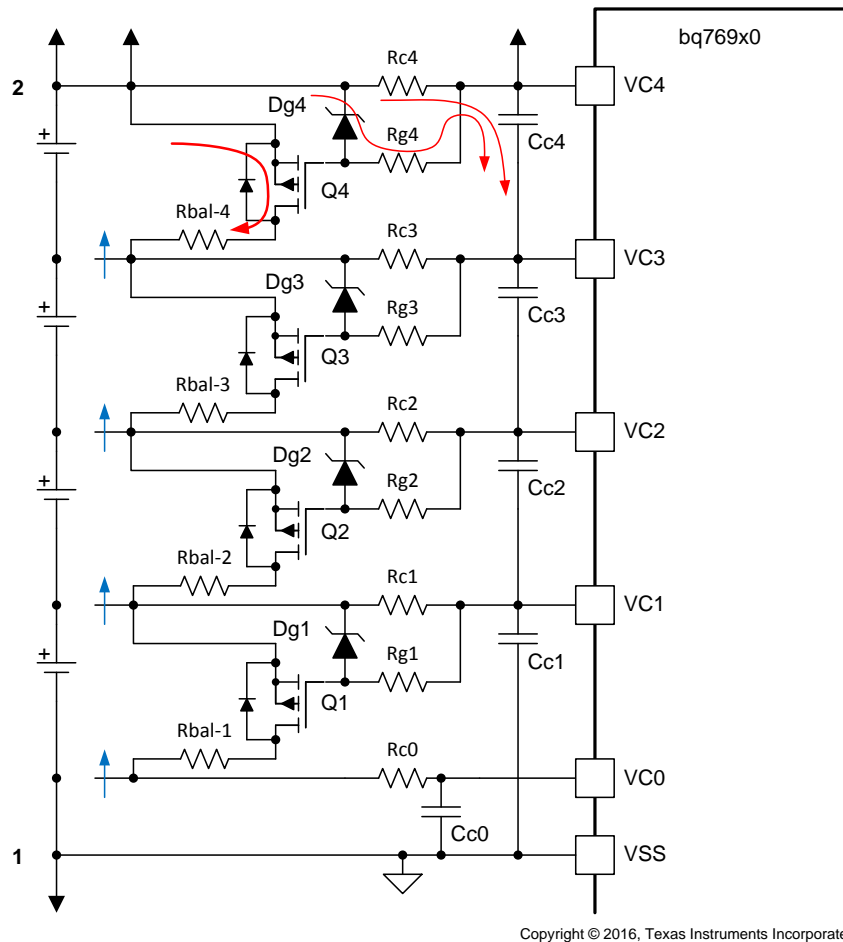 bq769x0
Rc4
2
VC4
Dg4
Cc4
Rg4
+
Q4
Rbal-4
Rc3
VC3
Dg3
Cc3
Rg3
+
Q3
Rbal-3
Rc2
VC2
Dg2
Cc2
Rg2
+
Q2
Rbal-2
Rc1
VC1
Dg1
Cc1
Rg1
+
Q1
Rbal-1
Rc0
VC0
Cc0
1
VSS
Copyright © 2016, Texas Instruments Incorporate